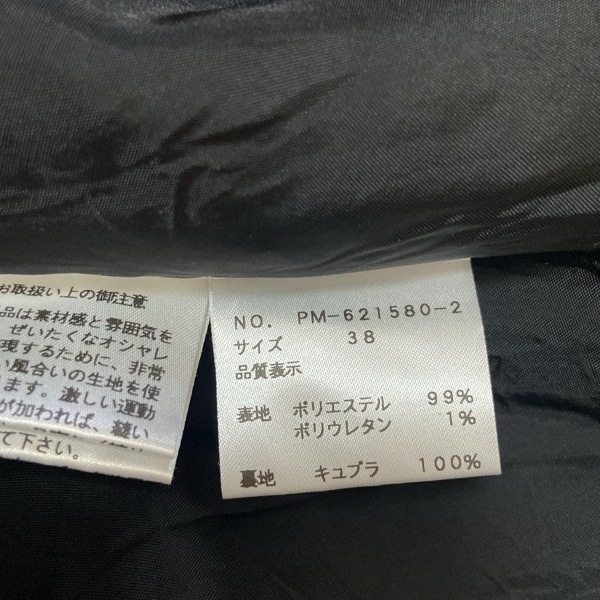 お取扱い上の御注意
品は素材感と雰囲気を
ぜいたくなオシャレ
現するために、非常
い風合いの生地を使
ます。激しい運動
が加われば、縫い
て下さい。
NO. PM-621580-2
サイズ 38
品質表示
表地 ポリエステル 99%
ポリウレタン 1%
裏地 キュプラ 100%